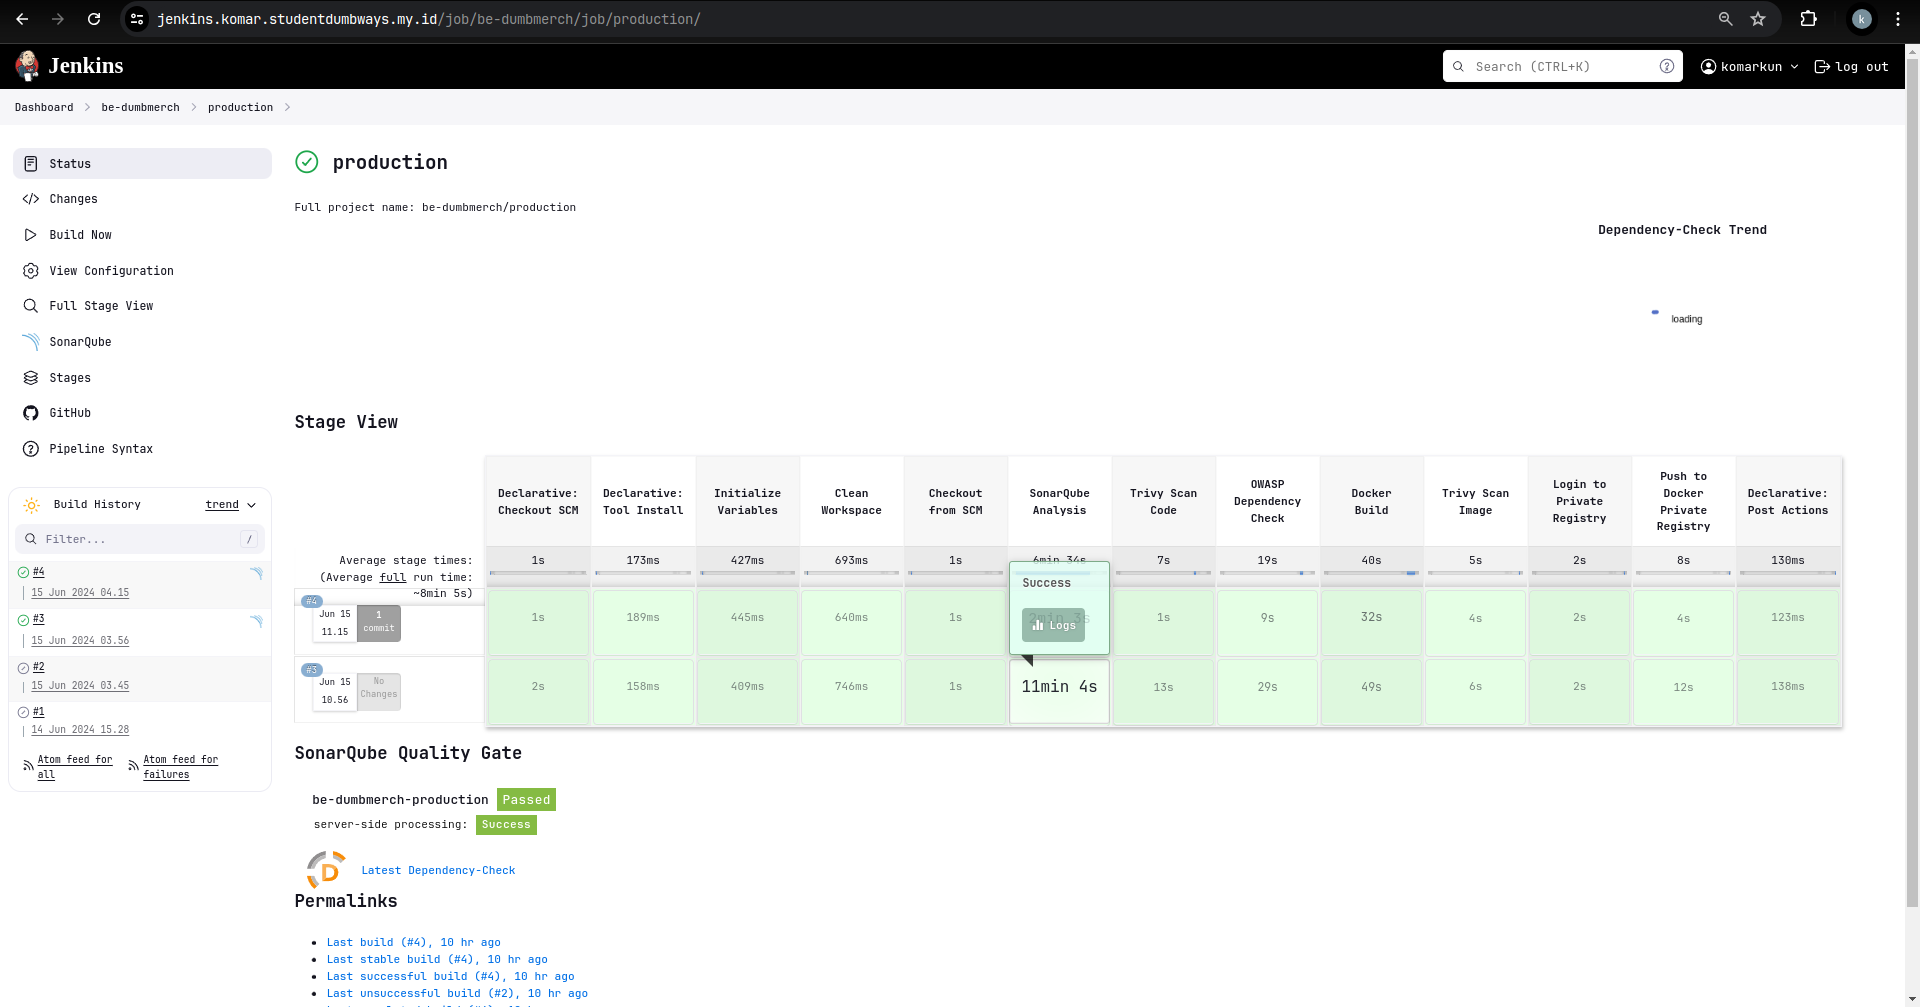 jenkins.komar.studentdumbways.my.id/job/be-dumbmerch/job/production/
k
Jenkins
Search (CTRL+K)
?
komarkun
log out
Dashboard
be-dumbmerch
production
Status
Changes
Build Now
View Configuration
Full Stage View
SonarQube
Stages
GitHub
Pipeline Syntax
Build History
trend
Filter...
/
#4
15 Jun 2024 04.15
#3
15 Jun 2024 03.56
#2
15 Jun 2024 03.45
#1
14 Jun 2024 15.28
Atom feed for all
Atom feed for failures
production
Full project name: be-dumbmerch/production
Dependency-Check Trend
loading
Stage View
Declarative: Checkout SCM
Declarative: Tool Install
Initialize Variables
Clean Workspace
Checkout from SCM
SonarQube Analysis
Trivy Scan Code
OWASP Dependency Check
Docker Build
Trivy Scan Image
Login to Private Registry
Push to Docker Private Registry
Declarative: Post Actions
Average stage times:
(Average full run time: ~8min 5s)
1s 173ms 427ms 693ms 1s 6min 34s 7s 19s 40s 5s 2s 8s 130ms
#4
Jun 15
11.15
1
commit
1s 189ms 445ms 640ms 1s 2min 3s 1s 9s 32s 4s 2s 4s 123ms
Success
Logs
#3
Jun 15
10.56
No
Changes
2s 158ms 409ms 746ms 1s 11min 4s 13s 29s 49s 6s 2s 12s 138ms
SonarQube Quality Gate
be-dumbmerch-production Passed
server-side processing: Success
D
Latest Dependency-Check
Permalinks
Last build (#4), 10 hr ago
Last stable build (#4), 10 hr ago
Last successful build (#4), 10 hr ago
Last unsuccessful build (#2), 10 hr ago